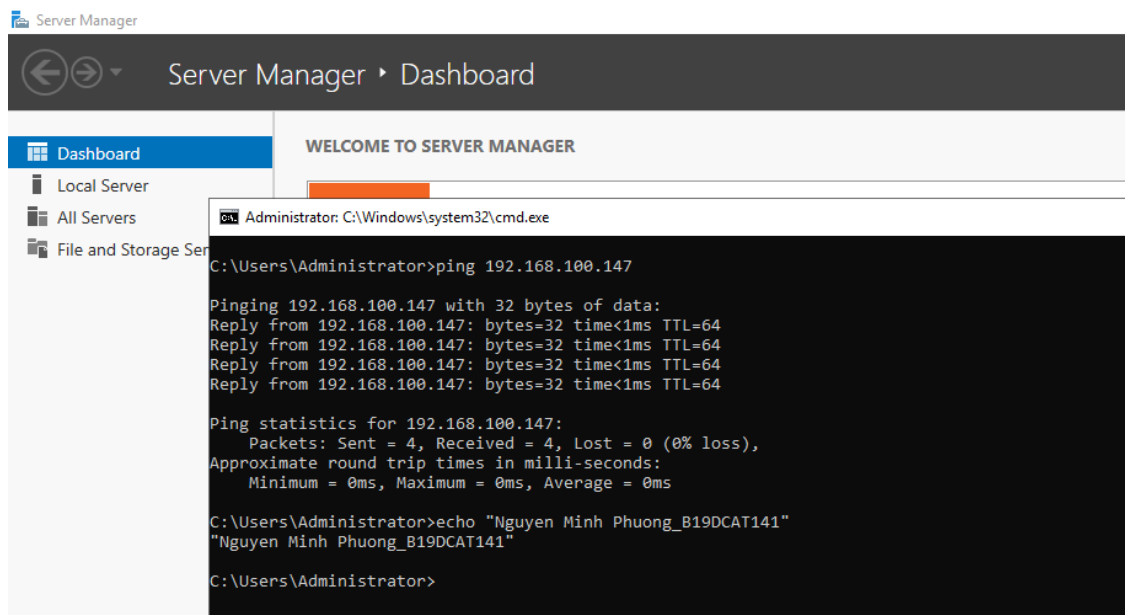 Server Manager
Server Manager ‣ Dashboard
Dashboard
Local Server
All Servers
File and Storage Ser
WELCOME TO SERVER MANAGER
Administrator: C:\Windows\system32\cmd.exe
C:\Users\Administrator>ping 192.168.100.147
Pinging 192.168.100.147 with 32 bytes of data:
Reply from 192.168.100.147: bytes=32 time<1ms TTL=64
Reply from 192.168.100.147: bytes=32 time<1ms TTL=64
Reply from 192.168.100.147: bytes=32 time<1ms TTL=64
Reply from 192.168.100.147: bytes=32 time<1ms TTL=64
Ping statistics for 192.168.100.147:
    Packets: Sent = 4, Received = 4, Lost = 0 (0% loss),
Approximate round trip times in milli-seconds:
    Minimum = 0ms, Maximum = 0ms, Average = 0ms
C:\Users\Administrator>echo "Nguyen Minh Phuong_B19DCAT141"
"Nguyen Minh Phuong_B19DCAT141"
C:\Users\Administrator>